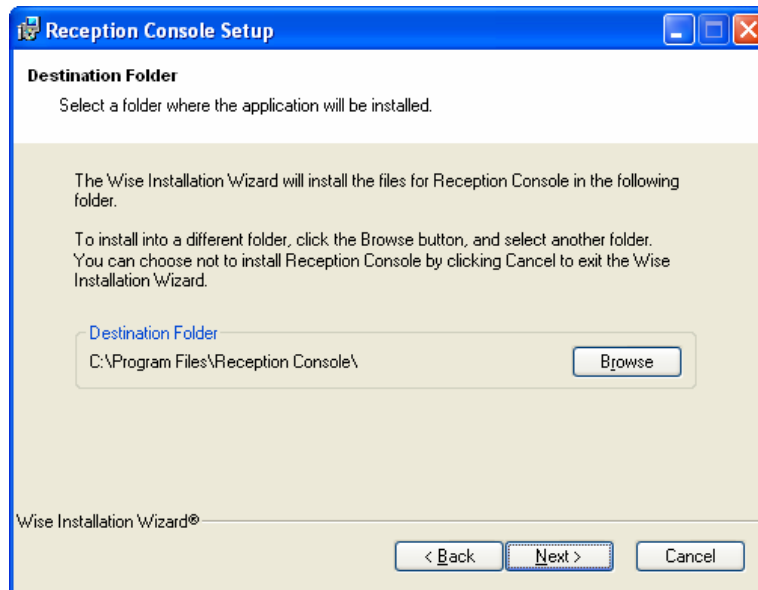 Reception Console Setup
Destination Folder
Select a folder where the application will be installed.
The Wise Installation Wizard will install the files for Reception Console in the following
folder.
To install into a different folder, click the Browse button, and select another folder.
You can choose not to install Reception Console by clicking Cancel to exit the Wise
Installation Wizard.
Destination Folder
C:\Program Files\Reception Console\
Browse
Wise Installation Wizard®
< Back
Next >
Cancel